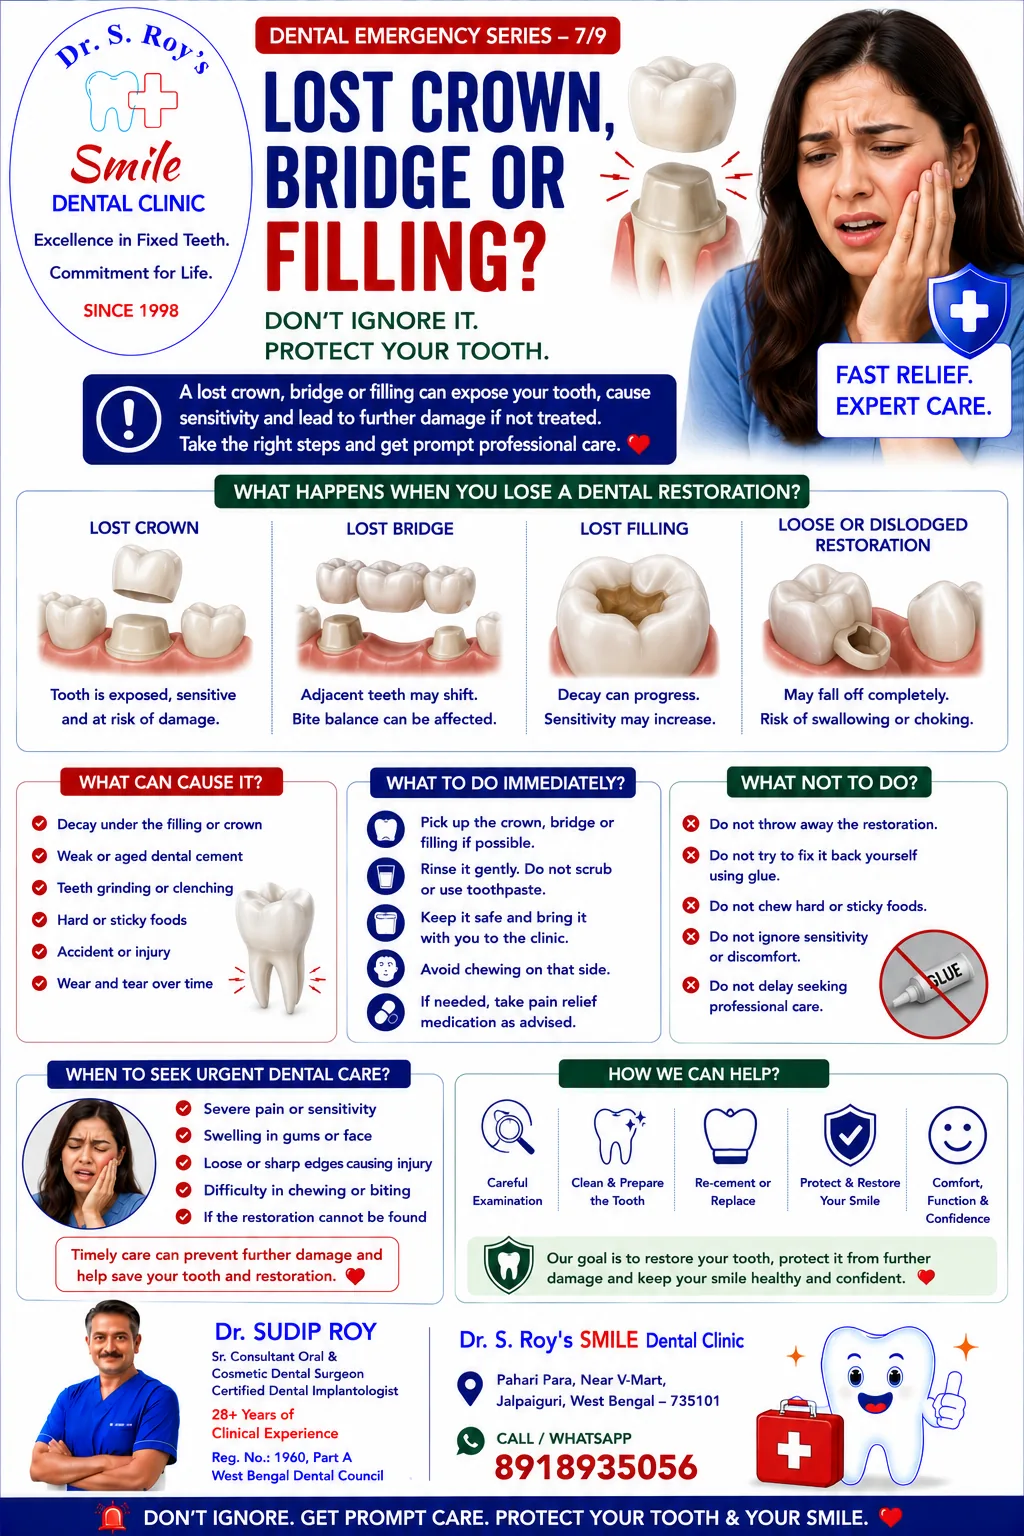 Dr. S. Roy's
Smile
DENTAL CLINIC
Excellence in Fixed Teeth.
Commitment for Life.
SINCE 1998
DENTAL EMERGENCY SERIES – 7/9
LOST CROWN,
BRIDGE OR
FILLING?
DON'T IGNORE IT.
PROTECT YOUR TOOTH.
FAST RELIEF.
EXPERT CARE.
A lost crown, bridge or filling can expose your tooth, cause
sensitivity and lead to further damage if not treated.
Take the right steps and get prompt professional care.
WHAT HAPPENS WHEN YOU LOSE A DENTAL RESTORATION?
LOST CROWN
Tooth is exposed, sensitive
and at risk of damage.
LOST BRIDGE
Adjacent teeth may shift.
Bite balance can be affected.
LOST FILLING
Decay can progress.
Sensitivity may increase.
LOOSE OR DISLODGED
RESTORATION
May fall off completely.
Risk of swallowing or choking.
WHAT CAN CAUSE IT?
Decay under the filling or crown
Weak or aged dental cement
Teeth grinding or clenching
Hard or sticky foods
Accident or injury
Wear and tear over time
WHAT TO DO IMMEDIATELY?
Pick up the crown, bridge or
filling if possible.
Rinse it gently. Do not scrub
or use toothpaste.
Keep it safe and bring it
with you to the clinic.
Avoid chewing on that side.
If needed, take pain relief
medication as advised.
WHAT NOT TO DO?
Do not throw away the restoration.
Do not try to fix it back yourself
using glue.
Do not chew hard or sticky foods.
Do not ignore sensitivity
or discomfort.
Do not delay seeking
professional care.
GLUE
WHEN TO SEEK URGENT DENTAL CARE?
Severe pain or sensitivity
Swelling in gums or face
Loose or sharp edges causing injury
Difficulty in chewing or biting
If the restoration cannot be found
Timely care can prevent further damage and
help save your tooth and restoration.
HOW WE CAN HELP?
Careful
Examination
Clean & Prepare
the Tooth
Re-cement or
Replace
Protect & Restore
Your Smile
Comfort,
Function &
Confidence
Our goal is to restore your tooth, protect it from further
damage and keep your smile healthy and confident.
Dr. SUDIP ROY
Sr. Consultant Oral &
Cosmetic Dental Surgeon
Certified Dental Implantologist
28+ Years of
Clinical Experience
Reg. No.: 1960, Part A
West Bengal Dental Council
Dr. S. Roy's SMILE Dental Clinic
Pahari Para, Near V-Mart,
Jalpaiguri, West Bengal – 735101
CALL / WHATSAPP
8918935056
DON'T IGNORE. GET PROMPT CARE. PROTECT YOUR TOOTH & YOUR SMILE.